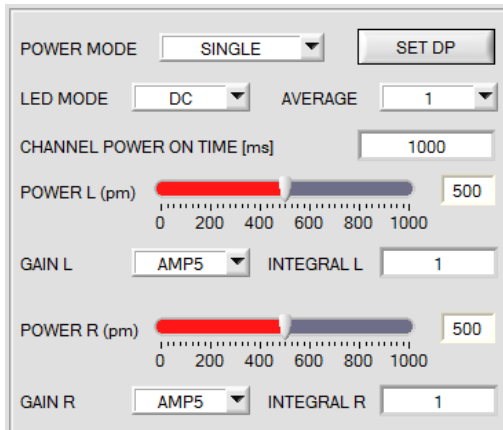 POWER MODE SINGLE SET DP
LED MODE DC AVERAGE 1
CHANNEL POWER ON TIME [ms] 1000
POWER L (pm) 500
0 200 400 600 800 1000
GAIN L AMP5 INTEGRAL L 1
POWER R (pm) 500
0 200 400 600 800 1000
GAIN R AMP5 INTEGRAL R 1